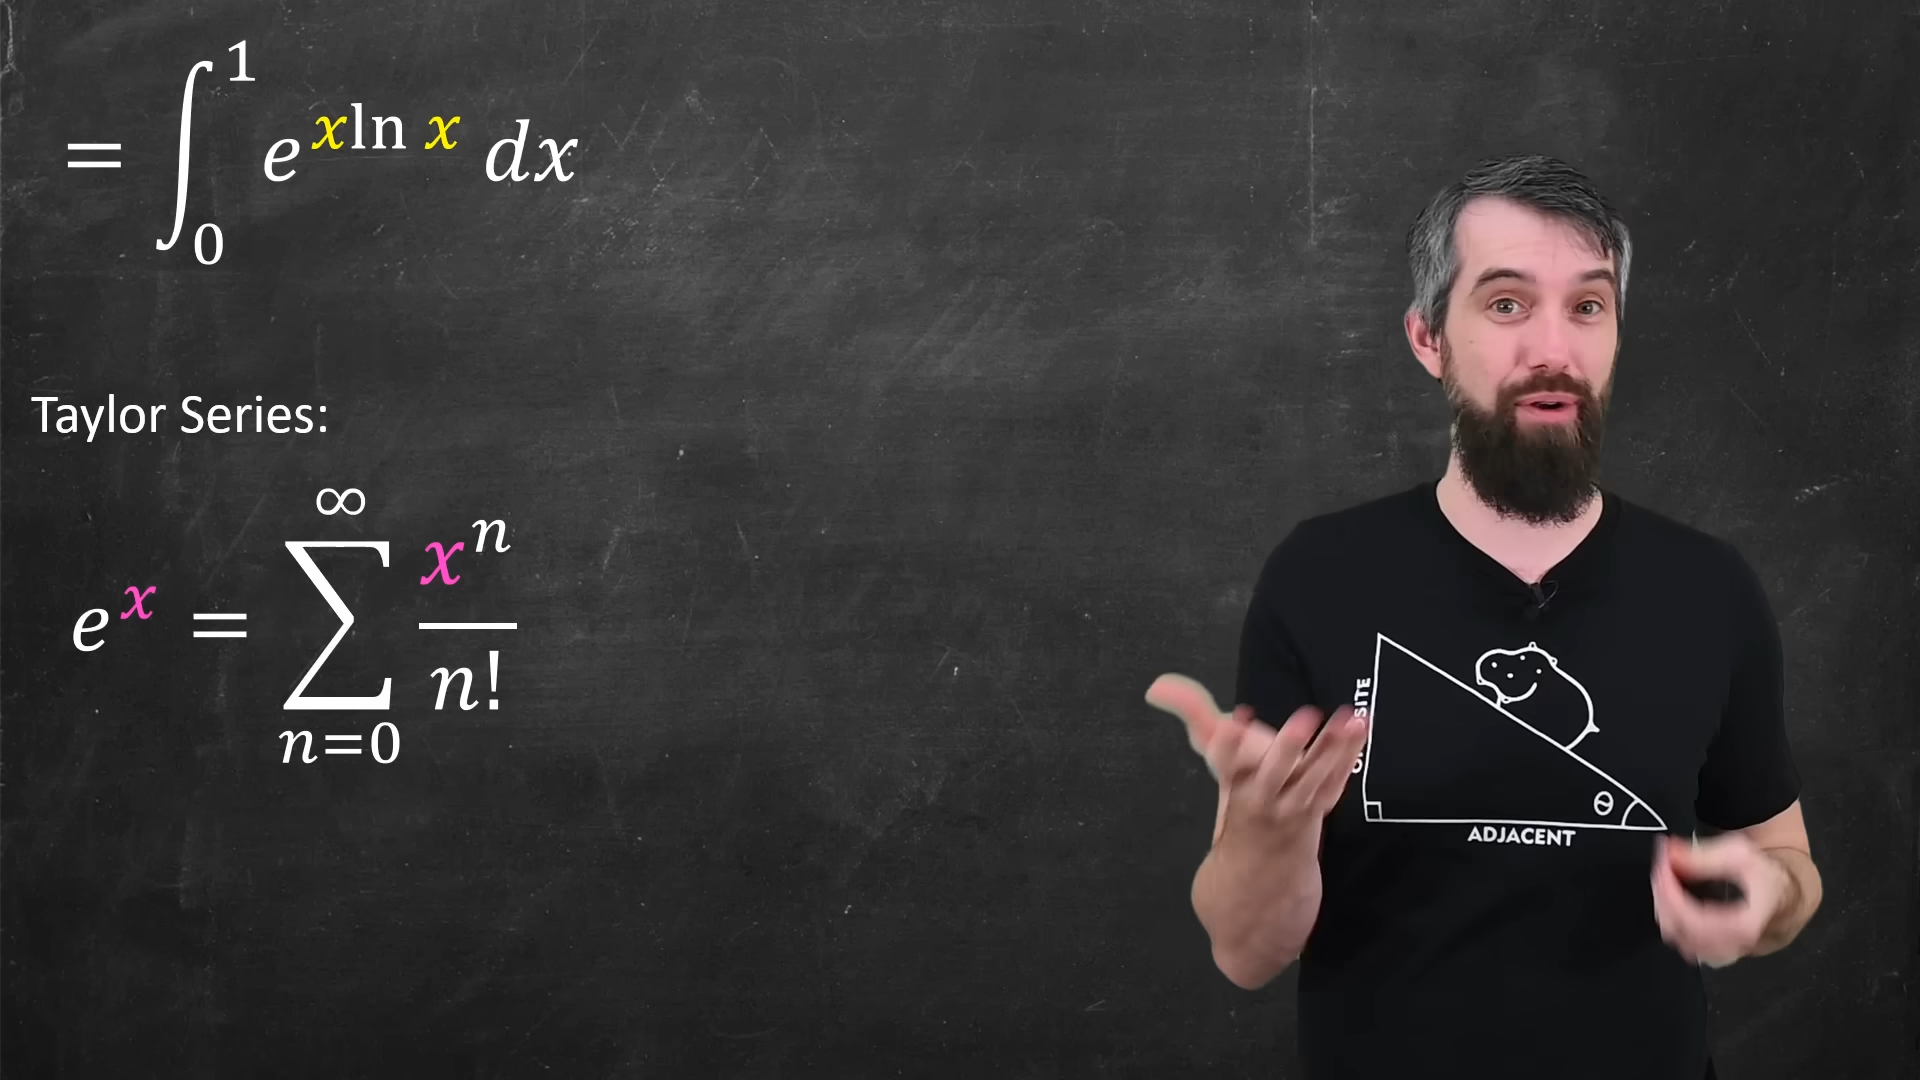 = ∫₀¹ e^{x ln x} dx
Taylor Series:
e^x = ∑_{n=0}^{∞} x^n / n!
θ
ADJACENT